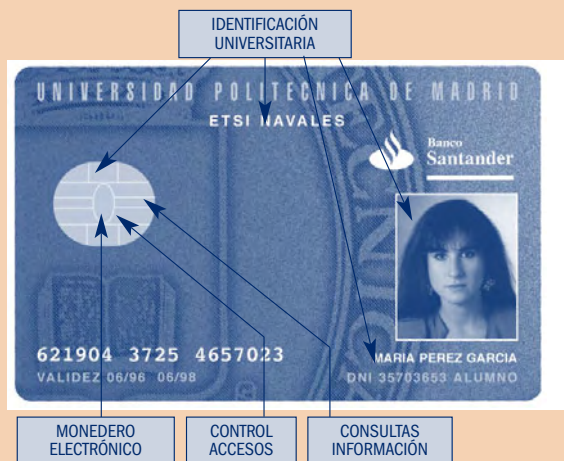 IDENTIFICACIÓN
UNIVERSITARIA
UNIVERSIDAD POLITECNICA DE MADRID
ETSI NAVALES
Banco
Santander
621904 3725 4657023
VALIDEZ 06/96 06/98
MARIA PEREZ GARCIA
DNI 35703653 ALUMNO
MONEDERO
ELECTRÓNICO
CONTROL
ACCESOS
CONSULTAS
INFORMACIÓN